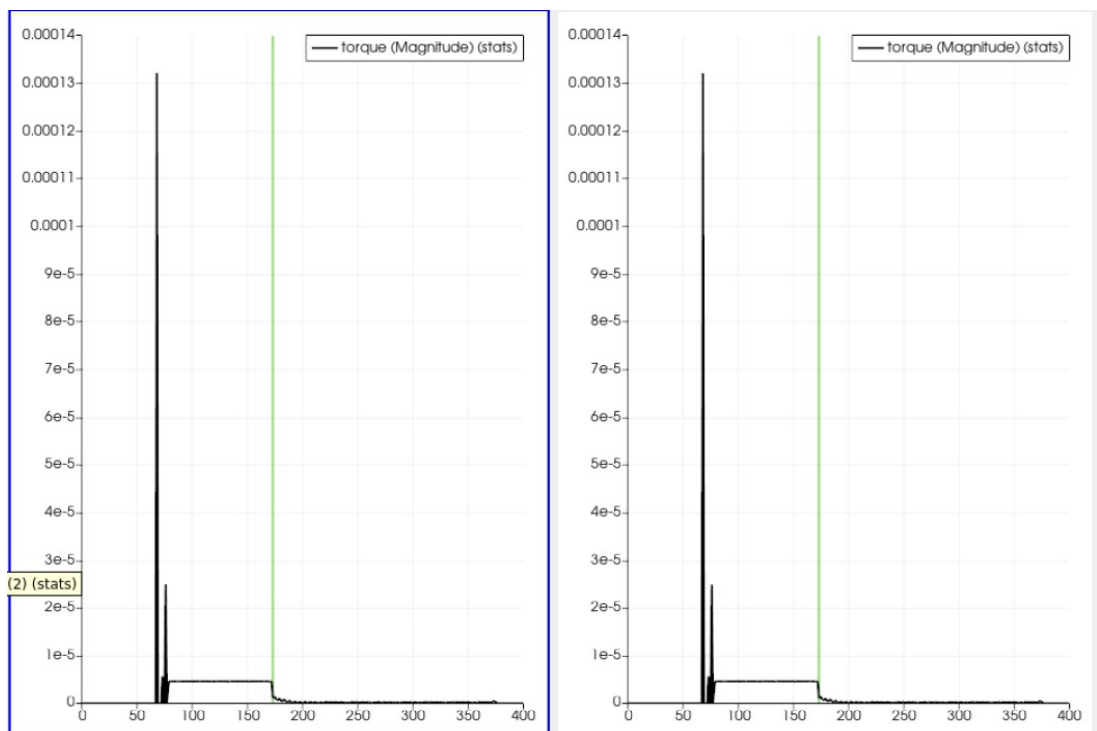 torque (Magnitude) (stats)
0.00014
0.00013
0.00012
0.00011
0.0001
9e-5
8e-5
7e-5
6e-5
5e-5
4e-5
3e-5
2e-5
1e-5
0
(2) (stats)
0 50 100 150 200 250 300 350 400
torque (Magnitude) (stats)
0.00014
0.00013
0.00012
0.00011
0.0001
9e-5
8e-5
7e-5
6e-5
5e-5
4e-5
3e-5
2e-5
1e-5
0
0 50 100 150 200 250 300 350 400